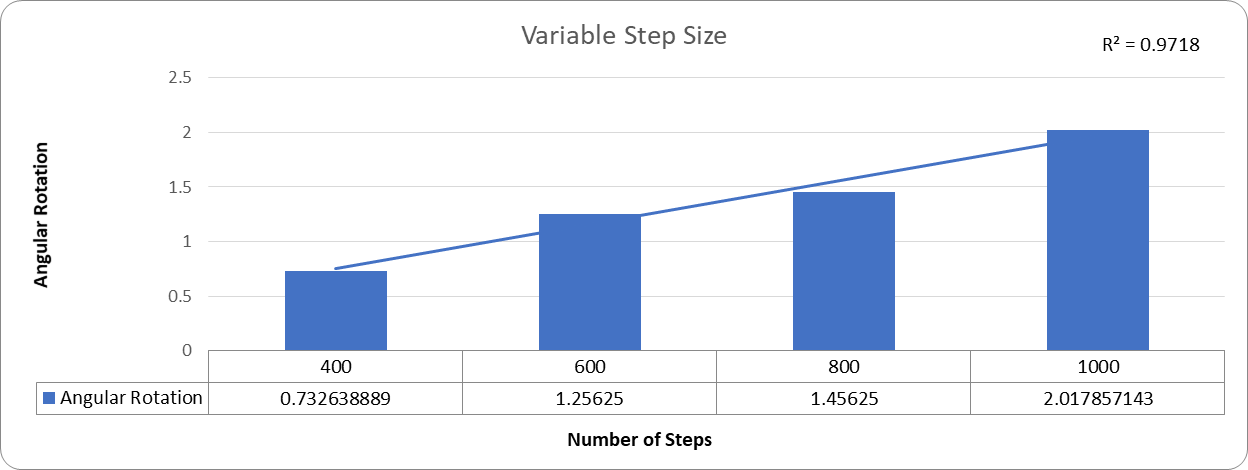 Variable Step Size
R² = 0.9718
Angular Rotation
2.5
2
1.5
1
0.5
0
400 600 800 1000
Angular Rotation 0.732638889 1.25625 1.45625 2.017857143
Number of Steps